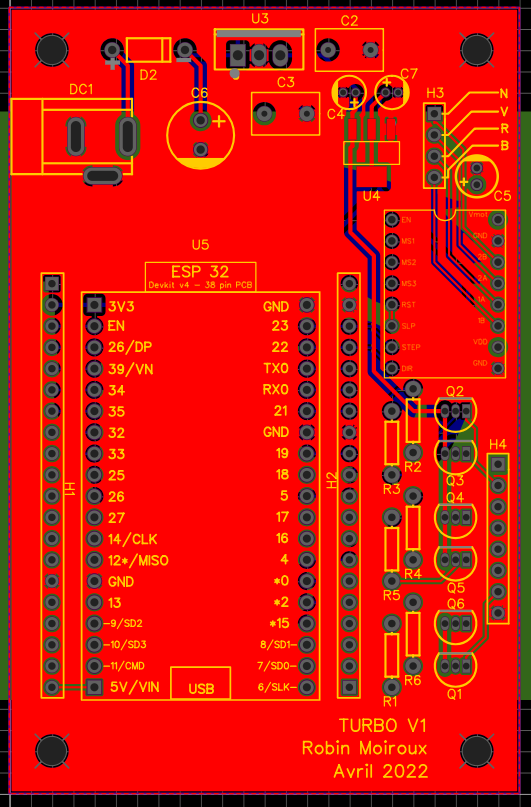 U3
C2
D2
C7
DC1
C6
C3
C4
H3
N
V
R
B
C5
U4
U5
ESP 32
Devkit v4 - 38 pin PCB
EN
MS1
MS2
MS3
RST
SLP
STEP
DIR
Vmot
GND
2B
2A
1A
1B
VDD
GND
H1
3V3
EN
26/DP
39/VN
34
35
32
33
25
26
27
14/CLK
12*/MISO
GND
13
9/SD2
10/SD3
11/CMD
5V/VIN
USB
GND
23
22
TX0
RX0
21
GND
19
18
5
17
16
4
*0
*2
*15
8/SD1
7/SD0
6/SLK
H2
Q2
R2
R3
Q3
H4
Q4
R4
R5
Q5
Q6
R6
R1
Q1
TURBO V1
Robin Moiroux
Avril 2022